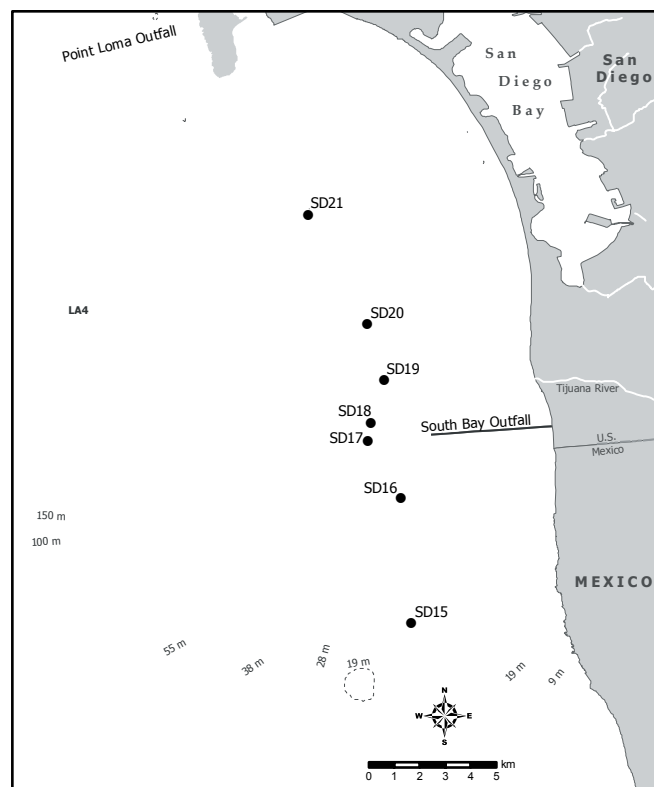 Point Loma Outfall
San
Diego
Bay
San
Diego
SD21
LA4
SD20
SD19
Tijuana River
SD18
South Bay Outfall
SD17
U.S.
Mexico
SD16
150 m
100 m
MEXICO
SD15
55 m
38 m
28 m
19 m
19 m
9 m
N
W E
S
km
0 1 2 3 4 5